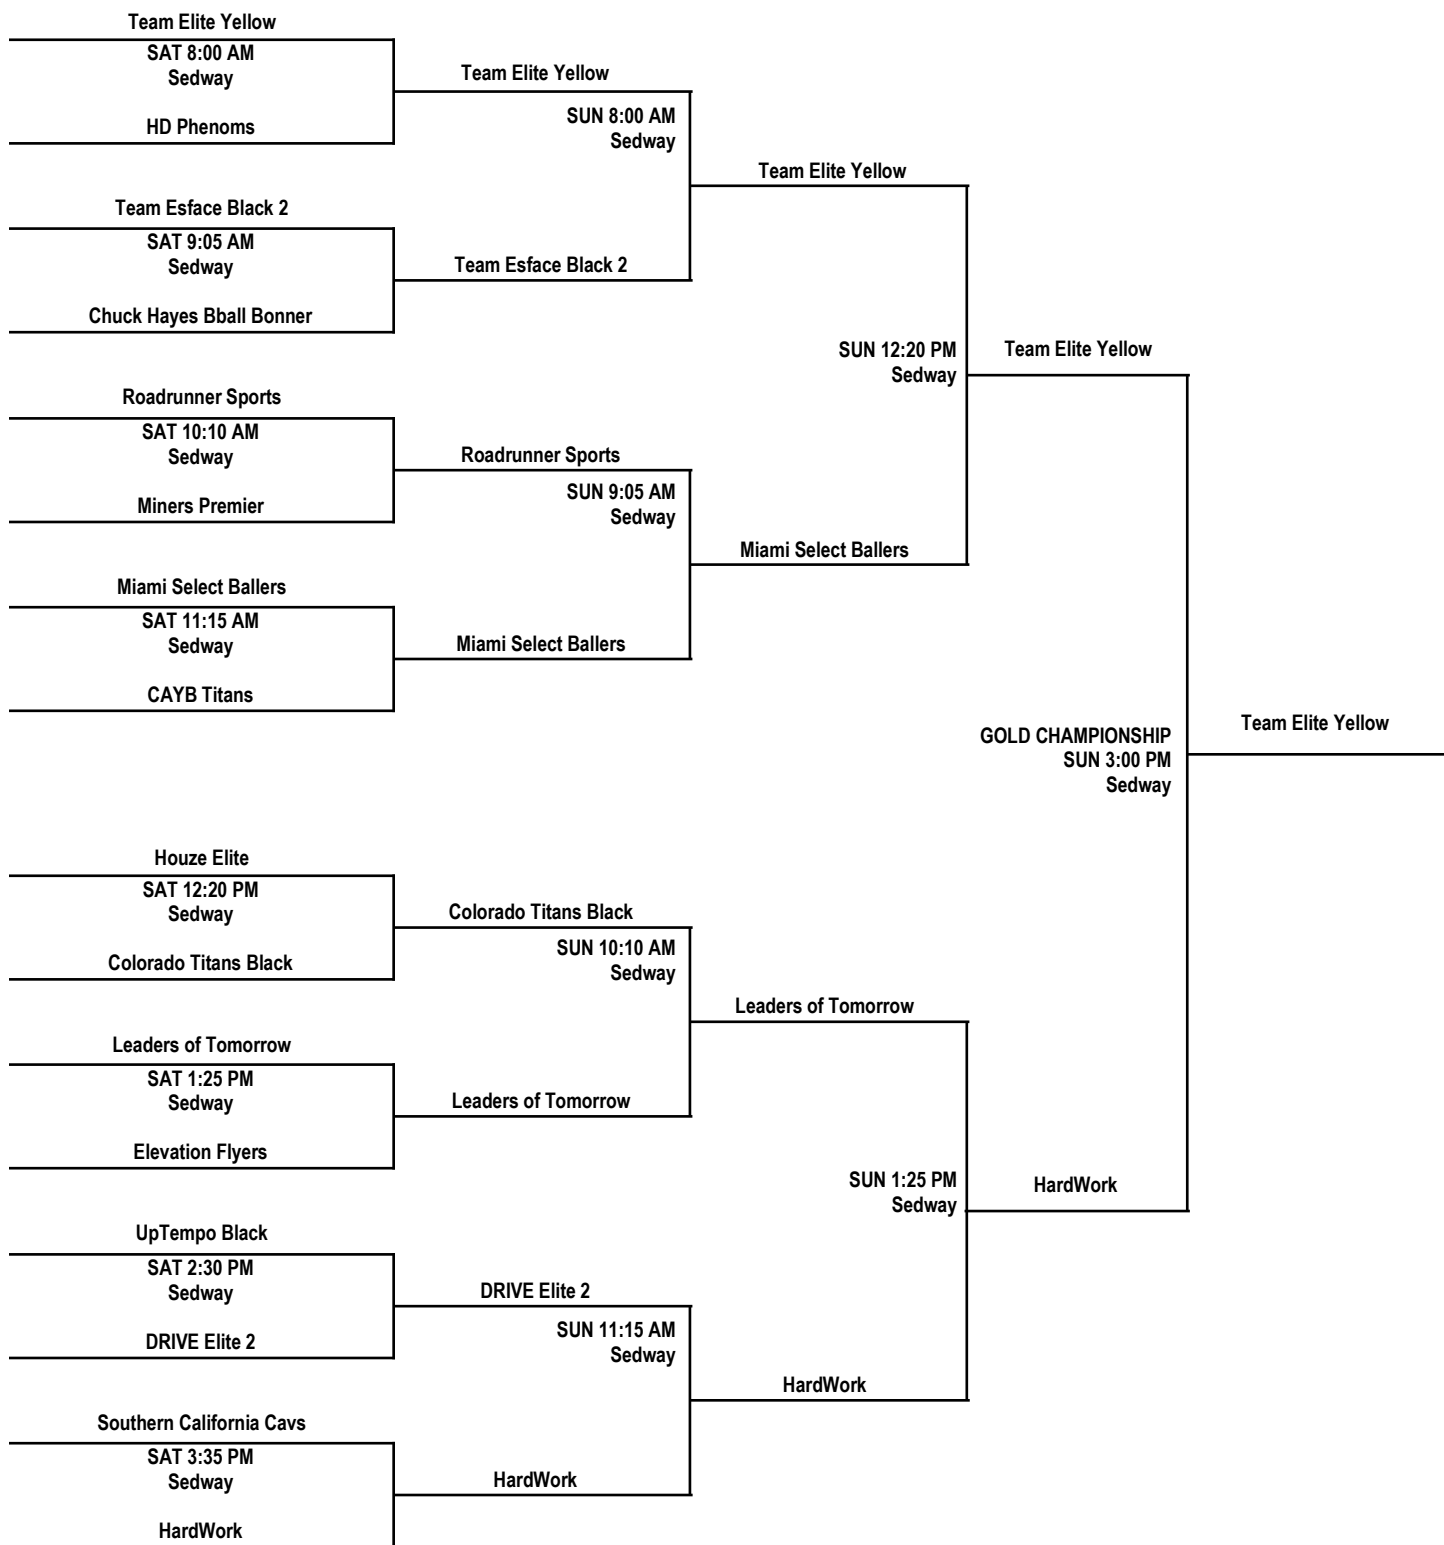 Team Elite Yellow
SAT 8:00 AM
Sedway
HD Phenoms
Team Esface Black 2
SAT 9:05 AM
Sedway
Chuck Hayes Bball Bonner
Roadrunner Sports
SAT 10:10 AM
Sedway
Miners Premier
Miami Select Ballers
SAT 11:15 AM
Sedway
CAYB Titans
Houze Elite
SAT 12:20 PM
Sedway
Colorado Titans Black
Leaders of Tomorrow
SAT 1:25 PM
Sedway
Elevation Flyers
UpTempo Black
SAT 2:30 PM
Sedway
DRIVE Elite 2
Southern California Cavs
SAT 3:35 PM
Sedway
HardWork
Team Elite Yellow
SUN 8:00 AM
Sedway
Team Esface Black 2
Roadrunner Sports
SUN 9:05 AM
Sedway
Miami Select Ballers
Colorado Titans Black
SUN 10:10 AM
Sedway
Leaders of Tomorrow
DRIVE Elite 2
SUN 11:15 AM
Sedway
HardWork
Team Elite Yellow
SUN 12:20 PM
Sedway
Miami Select Ballers
Leaders of Tomorrow
SUN 1:25 PM
Sedway
HardWork
Team Elite Yellow
GOLD CHAMPIONSHIP
SUN 3:00 PM
Sedway
HardWork
Team Elite Yellow